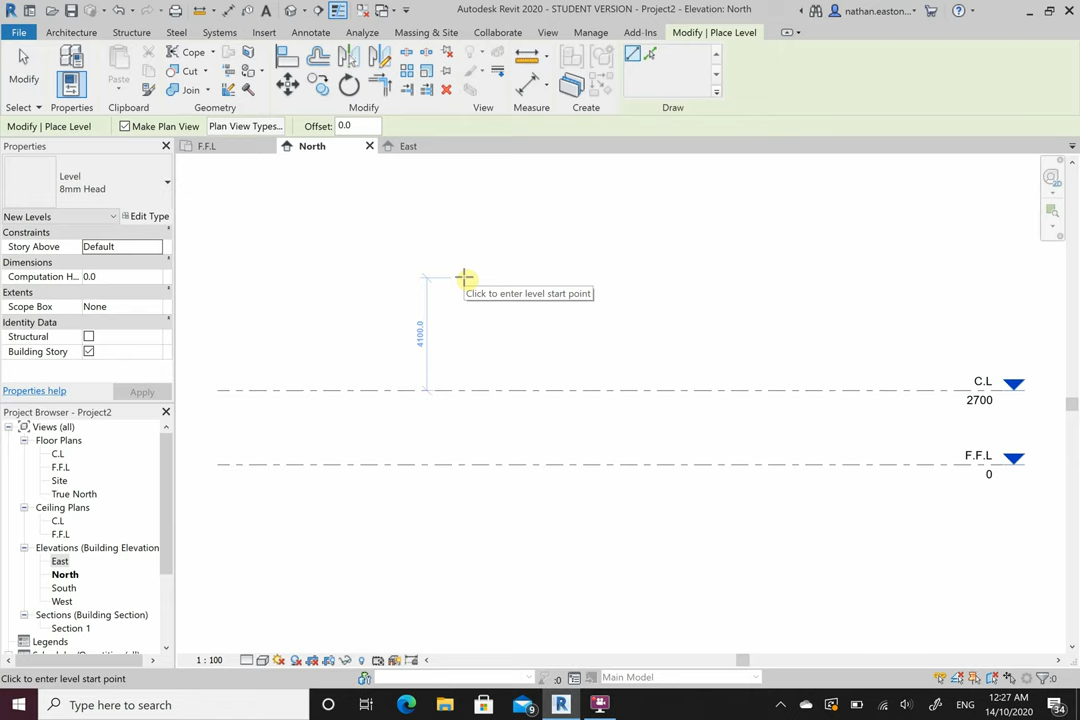 Autodesk Revit 2020 - STUDENT VERSION - Project2 - Elevation: North
nathan.easton...
File Architecture Structure Steel Systems Insert Annotate Analyze Massing & Site Collaborate View Manage Add-Ins Modify | Place Level
Modify
Paste
Cope
Cut
Join
Select Properties Clipboard Geometry Modify View Measure Create Draw
Modify | Place Level Make Plan View Plan View Types... Offset: 0.0
Properties
F.F.L North East
Level
8mm Head
New Levels Edit Type
Constraints
Story Above Default
Dimensions
Computation H... 0.0
Extents
Scope Box None
Identity Data
Structural
Building Story
Properties help Apply
Project Browser - Project2
Views (all)
Floor Plans
C.L
F.F.L
Site
True North
Ceiling Plans
C.L
F.F.L
Elevations (Building Elevation
East
North
South
West
Sections (Building Section)
Section 1
Legends
4100.0
Click to enter level start point
C.L
2700
F.F.L
0
2D
1 : 100
Click to enter level start point
:0
Main Model
:0
Type here to search
9
12:27 AM
14/10/2020
34